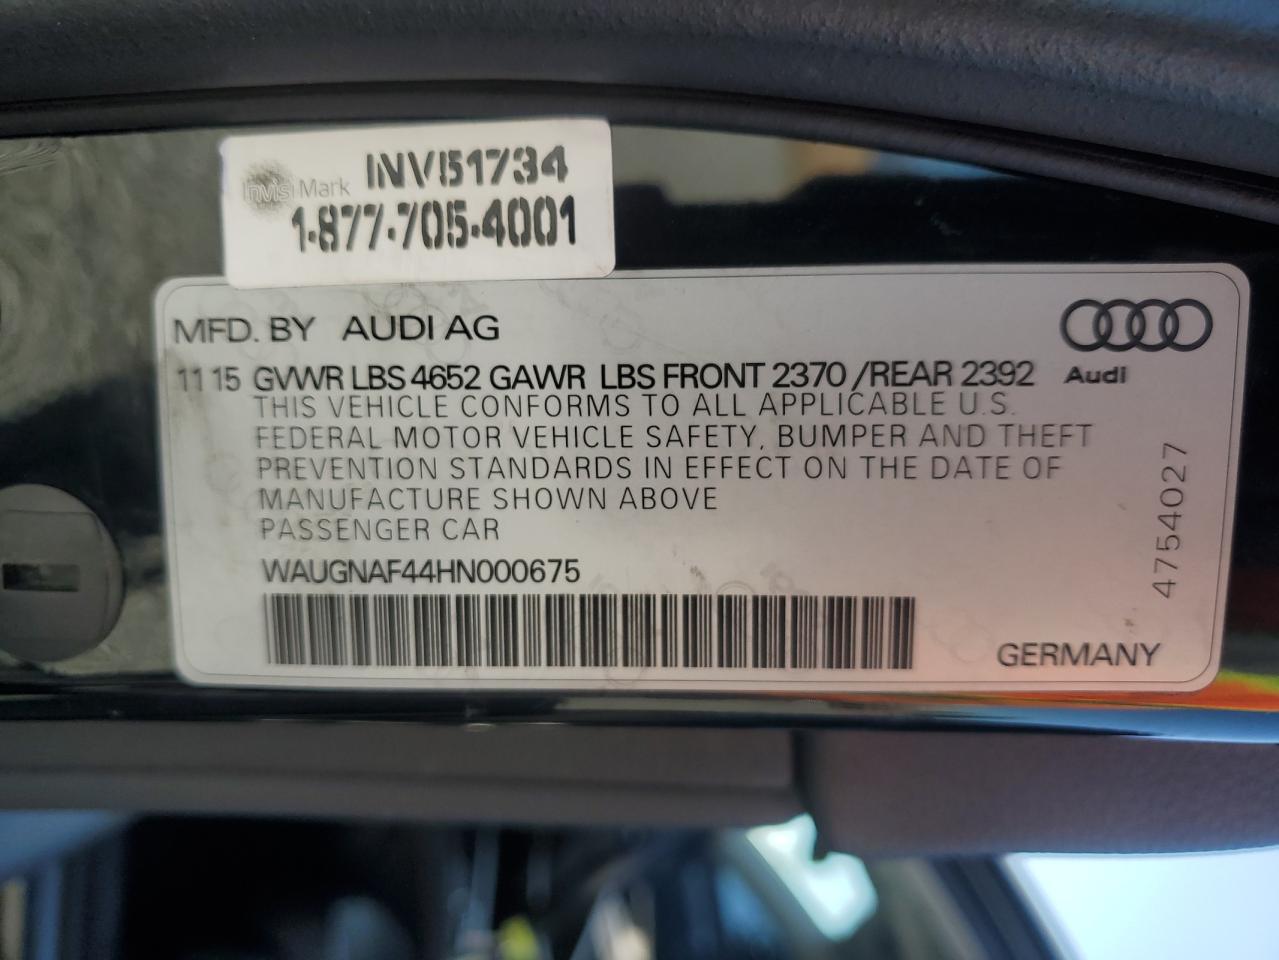 InvisiMark INV51734
1-877-705-4001
MFD. BY AUDI AG
11 15 GVWR LBS 4652 GAWR LBS FRONT 2370 /REAR 2392
Audi
THIS VEHICLE CONFORMS TO ALL APPLICABLE U.S.
FEDERAL MOTOR VEHICLE SAFETY, BUMPER AND THEFT
PREVENTION STANDARDS IN EFFECT ON THE DATE OF
MANUFACTURE SHOWN ABOVE
PASSENGER CAR
WAUGNAF44HN000675
4754027
GERMANY